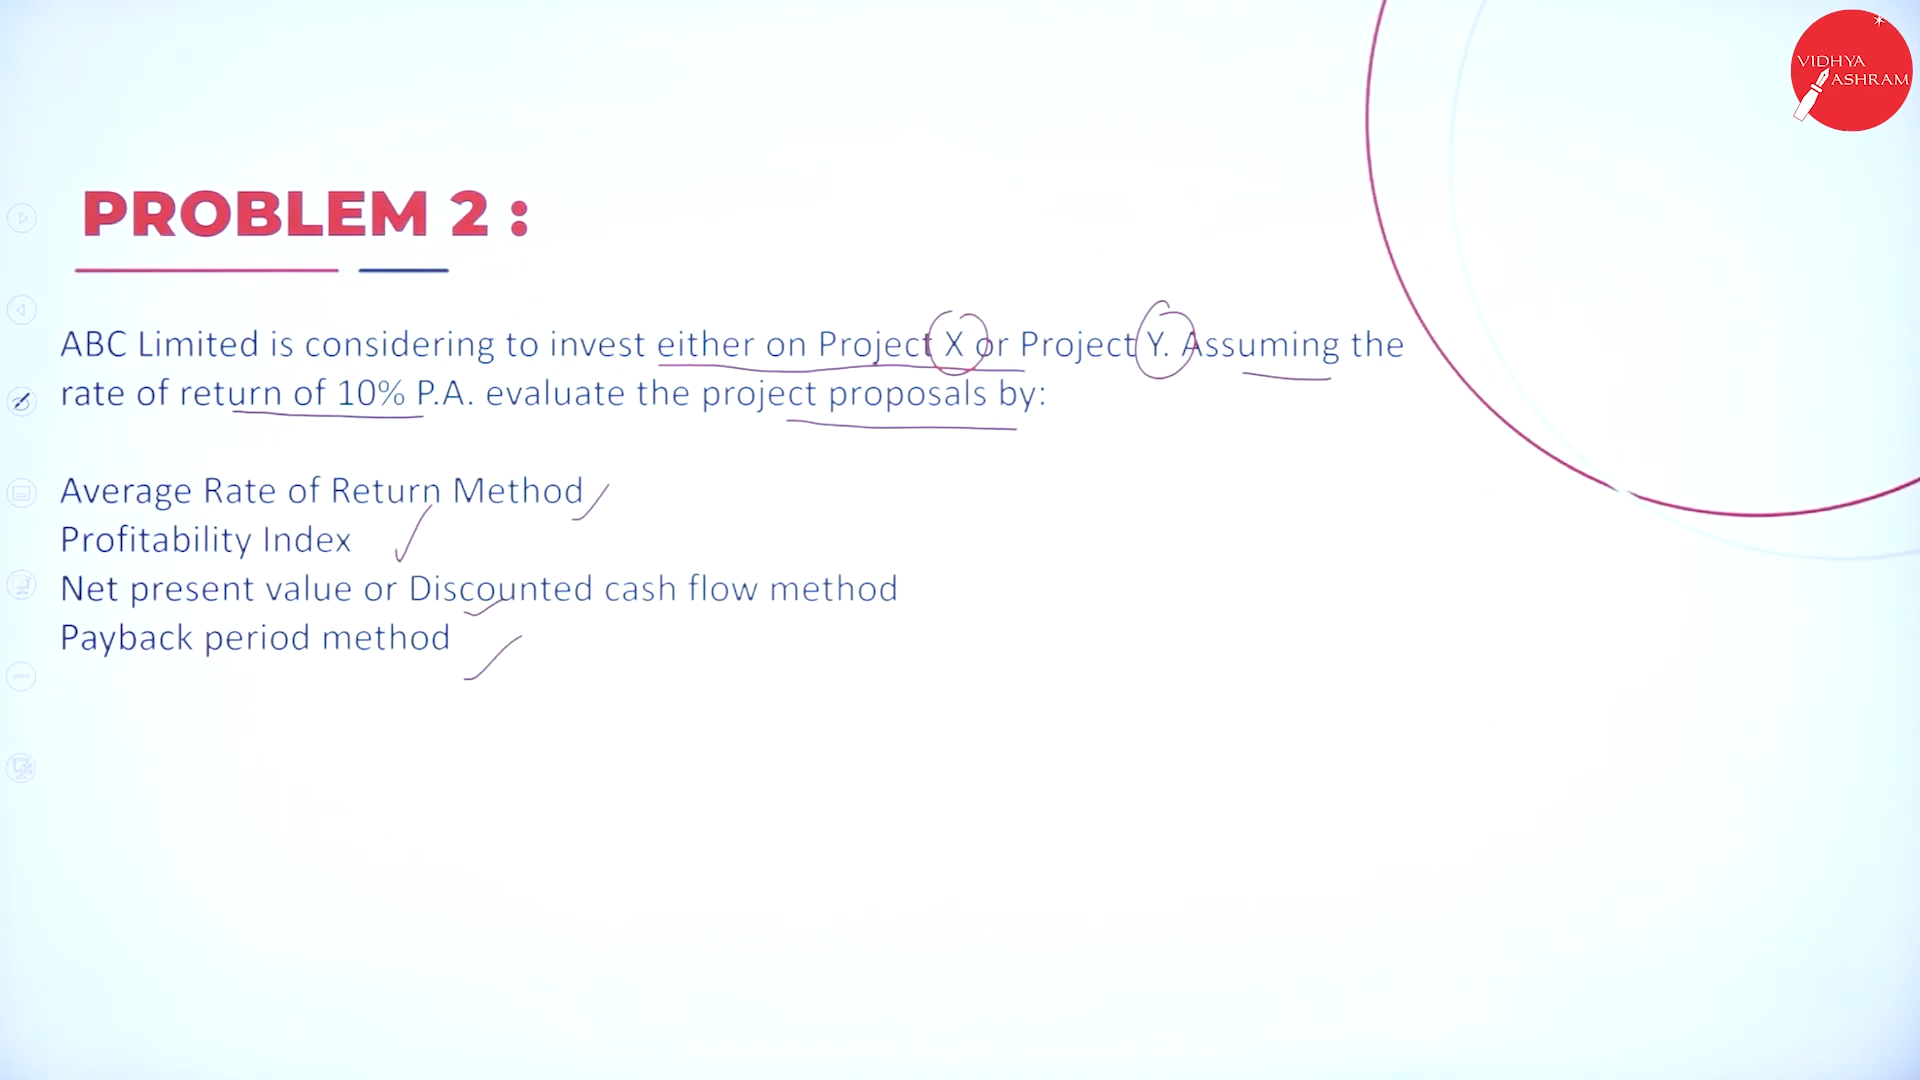 VIDHYA
ASHRAM
PROBLEM 2 :
ABC Limited is considering to invest either on Project X or Project Y. Assuming the
rate of return of 10% P.A. evaluate the project proposals by:
Average Rate of Return Method
Profitability Index
Net present value or Discounted cash flow method
Payback period method